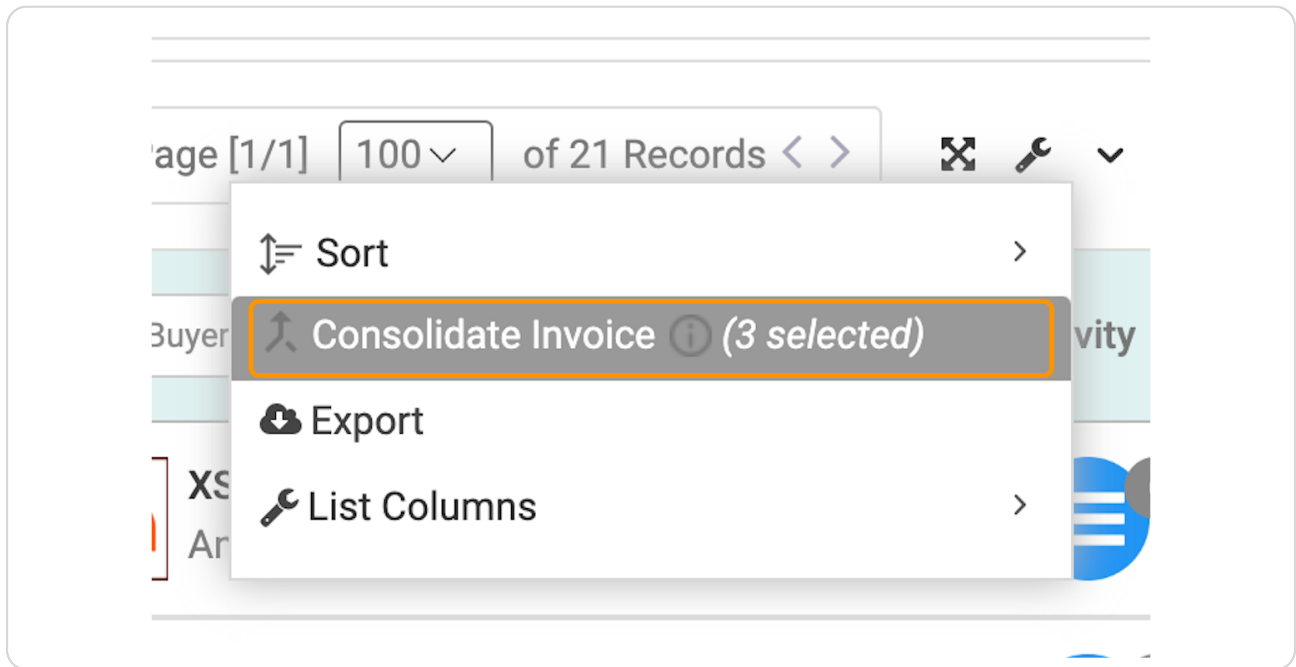 age [1/1] 100 of 21 Records
Sort
Buyer Consolidate Invoice (3 selected) vity
Export
XS
List Columns
Ar